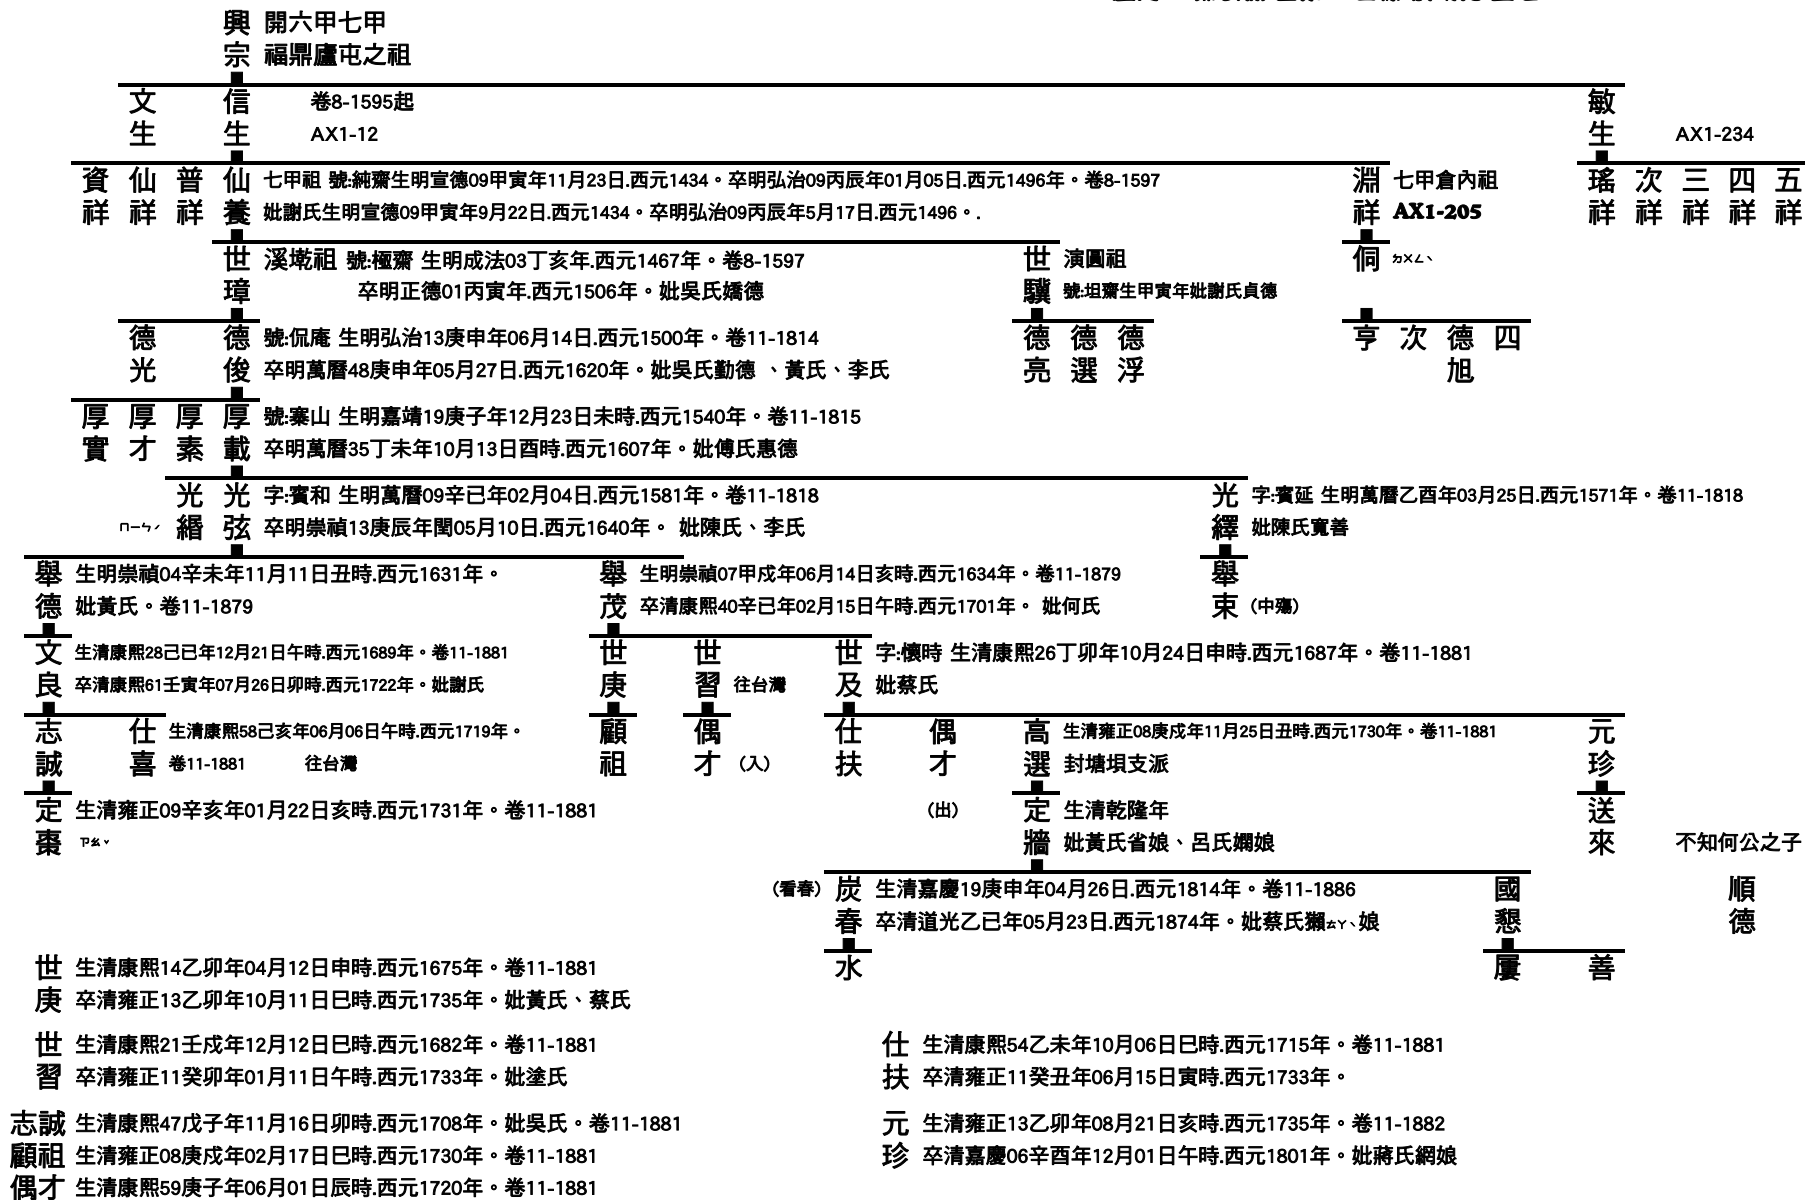 興宗 開六甲七甲
福鼎廬屯之祖
文生 信生 卷8-1595起
AX1-12
敏生 AX1-234
資祥 仙祥 普祥 仙養 七甲祖 號:純齋生明宣德09甲寅年11月23日.西元1434。卒明弘治09丙辰年01月05日.西元1496年。卷8-1597
妣謝氏生明宣德09甲寅年9月22日.西元1434。卒明弘治09丙辰年5月17日.西元1496。.
淵祥 七甲倉內祖
AX1-205
瑤祥 次祥 三祥 四祥 五祥
世璋 溪墘祖 號:極齋 生明成法03丁亥年.西元1467年。卷8-1597
卒明正德01丙寅年.西元1506年。妣吳氏嬌德
世驥 演圓祖
號:坦齋生甲寅年妣謝氏貞德
侗 ㄉㄨㄥˋ
德光 德俊 號:侃庵 生明弘治13庚申年06月14日.西元1500年。卷11-1814
卒明萬曆48庚申年05月27日.西元1620年。妣吳氏勤德 、黃氏、李氏
德亮 德選 德浮
亨 次 德旭 四
厚實 厚才 厚素 厚載 號:寨山 生明嘉靖19庚子年12月23日未時.西元1540年。卷11-1815
卒明萬曆35丁未年10月13日酉時.西元1607年。妣傅氏惠德
ㄇㄧㄣˊ 光緡 光弦 字:賓和 生明萬曆09辛巳年02月04日.西元1581年。卷11-1818
卒明崇禎13庚辰年閏05月10日.西元1640年。 妣陳氏、李氏
光繹 字:賓延 生明萬曆乙酉年03月25日.西元1571年。卷11-1818
妣陳氏寬善
舉德 生明崇禎04辛未年11月11日丑時.西元1631年。
妣黃氏。卷11-1879
舉茂 生明崇禎07甲戍年06月14日亥時.西元1634年。卷11-1879
卒清康熙40辛巳年02月15日午時.西元1701年。 妣何氏
舉束 (中殤)
文良 生清康熙28己已年12月21日午時.西元1689年。卷11-1881
卒清康熙61壬寅年07月26日卯時.西元1722年。妣謝氏
世庚 世習 往台灣
世及 字:懷時 生清康熙26丁卯年10月24日申時.西元1687年。卷11-1881
妣蔡氏
志誠 仕喜 生清康熙58己亥年06月06日午時.西元1719年。
卷11-1881 往台灣
顧祖 偶才 (入)
仕扶 偶才 (出)
高選 生清雍正08庚戍年11月25日丑時.西元1730年。卷11-1881
封塘垻支派
元珍
定棗 生清雍正09辛亥年01月22日亥時.西元1731年。卷11-1881
ㄗㄠˇ
定牆 生清乾隆年
妣黃氏省娘、呂氏嫻娘
送來
不知何公之子
順德
(看春) 炭春 生清嘉慶19庚申年04月26日.西元1814年。卷11-1886
卒清道光乙己年05月23日.西元1874年。妣蔡氏獺ㄊㄚˋ娘
國懇
水
屢 善
世庚 生清康熙14乙卯年04月12日申時.西元1675年。卷11-1881
卒清雍正13乙卯年10月11日巳時.西元1735年。妣黃氏、蔡氏
世習 生清康熙21壬戍年12月12日巳時.西元1682年。卷11-1881
卒清雍正11癸卯年01月11日午時.西元1733年。妣塗氏
仕扶 生清康熙54乙未年10月06日巳時.西元1715年。卷11-1881
卒清雍正11癸丑年06月15日寅時.西元1733年。
志誠 生清康熙47戊子年11月16日卯時.西元1708年。妣吳氏。卷11-1881
顧祖 生清雍正08庚戍年02月17日巳時.西元1730年。卷11-1881
偶才 生清康熙59庚子年06月01日辰時.西元1720年。卷11-1881
元珍 生清雍正13乙卯年08月21日亥時.西元1735年。卷11-1882
卒清嘉慶06辛酉年12月01日午時.西元1801年。妣蔣氏網娘